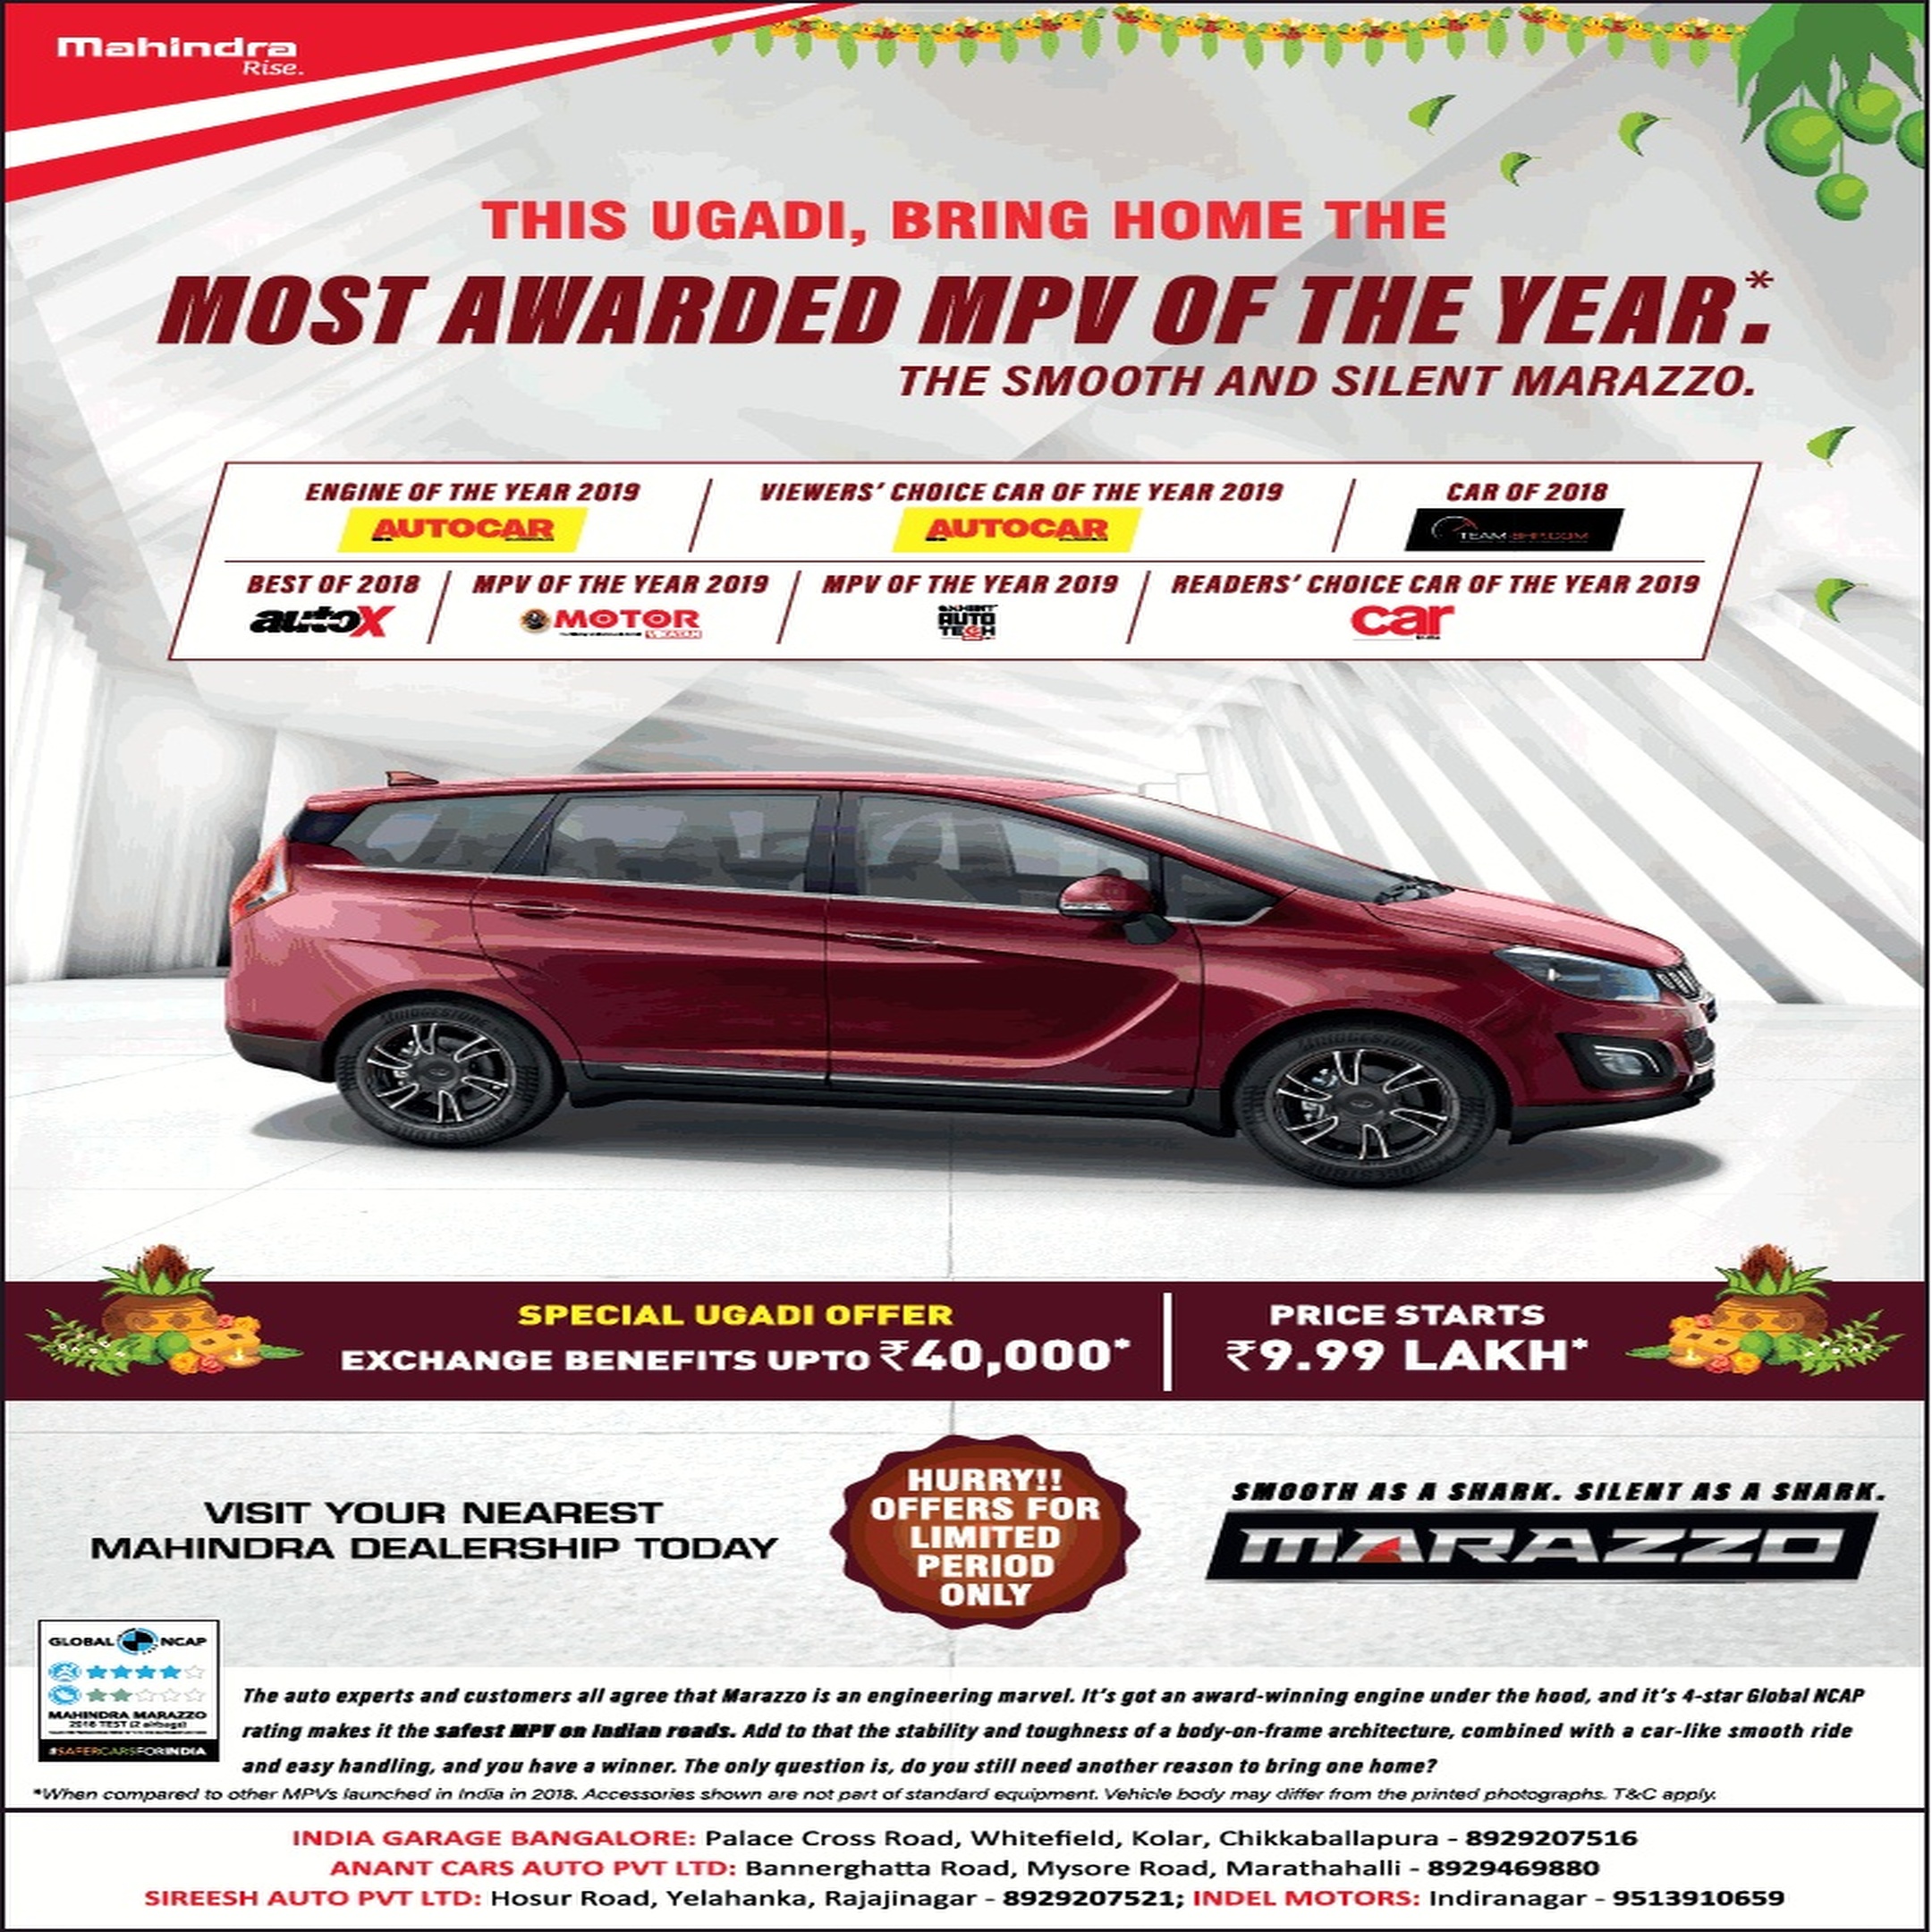 Mahindra
Rise.
THIS UGADI, BRING HOME THE
MOST AWARDED MPV OF THE YEAR.*
THE SMOOTH AND SILENT MARAZZO.
ENGINE OF THE YEAR 2019
AUTOCAR
VIEWERS' CHOICE CAR OF THE YEAR 2019
AUTOCAR
CAR OF 2018
TEAM-BHP.COM
BEST OF 2018
autoX
MPV OF THE YEAR 2019
MOTOR
VIKATAN
MPV OF THE YEAR 2019
AUTO
TECH
READERS' CHOICE CAR OF THE YEAR 2019
car
BRIDGESTONE
SPECIAL UGADI OFFER
EXCHANGE BENEFITS UPTO ₹40,000*
PRICE STARTS
₹9.99 LAKH*
VISIT YOUR NEAREST
MAHINDRA DEALERSHIP TODAY
HURRY!!
OFFERS FOR
LIMITED
PERIOD
ONLY
SMOOTH AS A SHARK. SILENT AS A SHARK.
MARAZZO
GLOBAL NCAP
MAHINDRA MARAZZO
2018 TEST (2 airbags)
#SAFERCARSFORINDIA
The auto experts and customers all agree that Marazzo is an engineering marvel. It's got an award-winning engine under the hood, and it's 4-star Global NCAP
rating makes it the safest MPV on Indian roads. Add to that the stability and toughness of a body-on-frame architecture, combined with a car-like smooth ride
and easy handling, and you have a winner. The only question is, do you still need another reason to bring one home?
*When compared to other MPVs launched in India in 2018. Accessories shown are not part of standard equipment. Vehicle body may differ from the printed photographs. T&C apply.
INDIA GARAGE BANGALORE: Palace Cross Road, Whitefield, Kolar, Chikkaballapura - 8929207516
ANANT CARS AUTO PVT LTD: Bannerghatta Road, Mysore Road, Marathahalli - 8929469880
SIREESH AUTO PVT LTD: Hosur Road, Yelahanka, Rajajinagar - 8929207521; INDEL MOTORS: Indiranagar - 9513910659